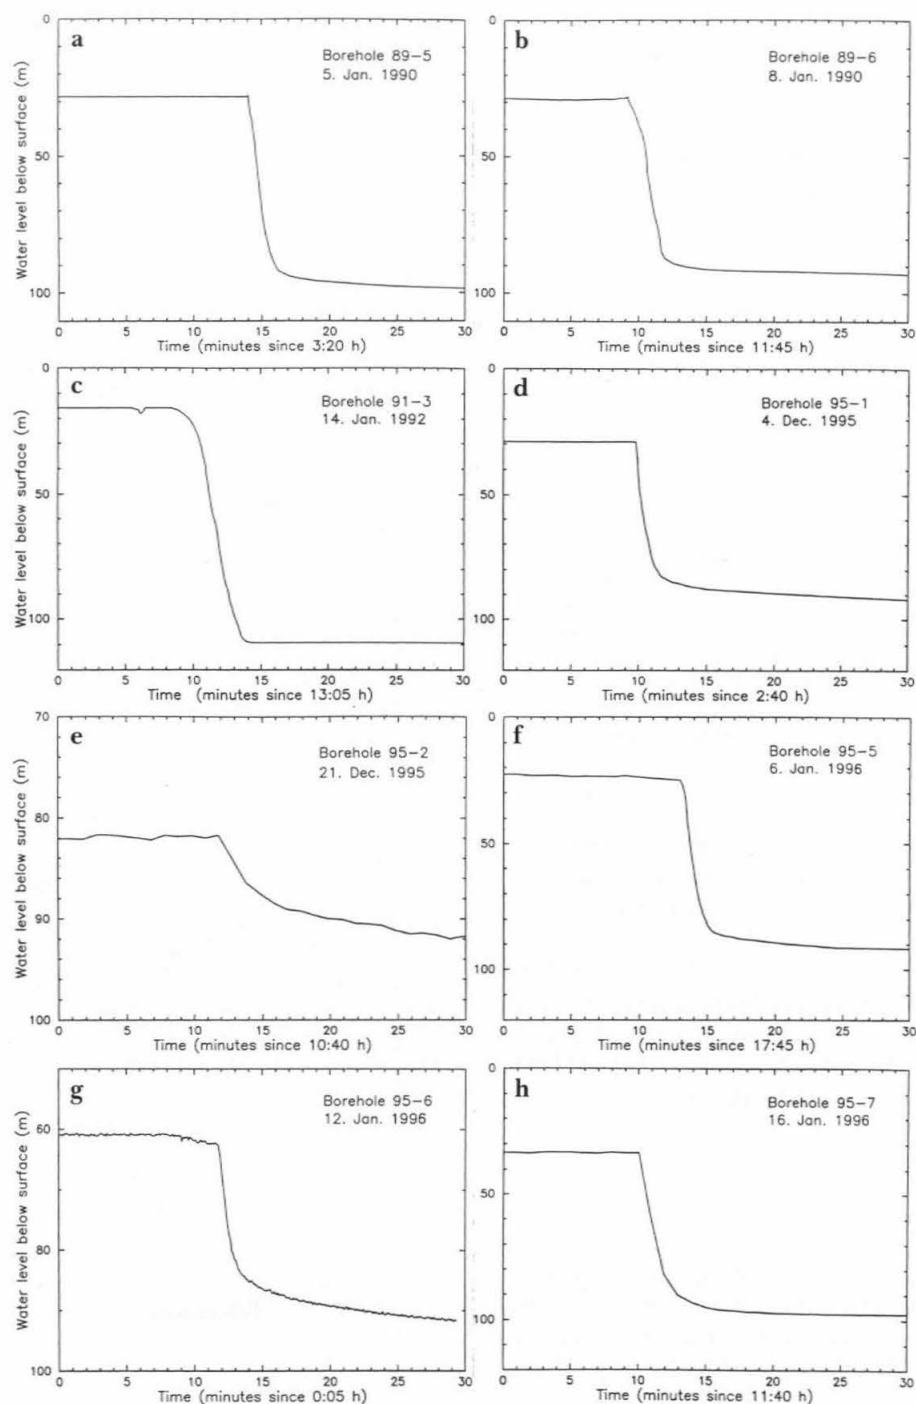 a
Borehole 89-5
5. Jan. 1990
Water level below surface (m)
0
50
100
0 5 10 15 20 25 30
Time (minutes since 3:20 h)
b
Borehole 89-6
8. Jan. 1990
0
50
100
0 5 10 15 20 25 30
Time (minutes since 11:45 h)
c
Borehole 91-3
14. Jan. 1992
Water level below surface (m)
0
50
100
0 5 10 15 20 25 30
Time (minutes since 13:05 h)
d
Borehole 95-1
4. Dec. 1995
0
50
100
0 5 10 15 20 25 30
Time (minutes since 2:40 h)
e
Borehole 95-2
21. Dec. 1995
Water level below surface (m)
70
80
90
100
0 5 10 15 20 25 30
Time (minutes since 10:40 h)
f
Borehole 95-5
6. Jan. 1996
0
50
100
0 5 10 15 20 25 30
Time (minutes since 17:45 h)
g
Borehole 95-6
12. Jan. 1996
Water level below surface (m)
60
80
100
0 5 10 15 20 25 30
Time (minutes since 0:05 h)
h
Borehole 95-7
16. Jan. 1996
0
50
100
0 5 10 15 20 25 30
Time (minutes since 11:40 h)